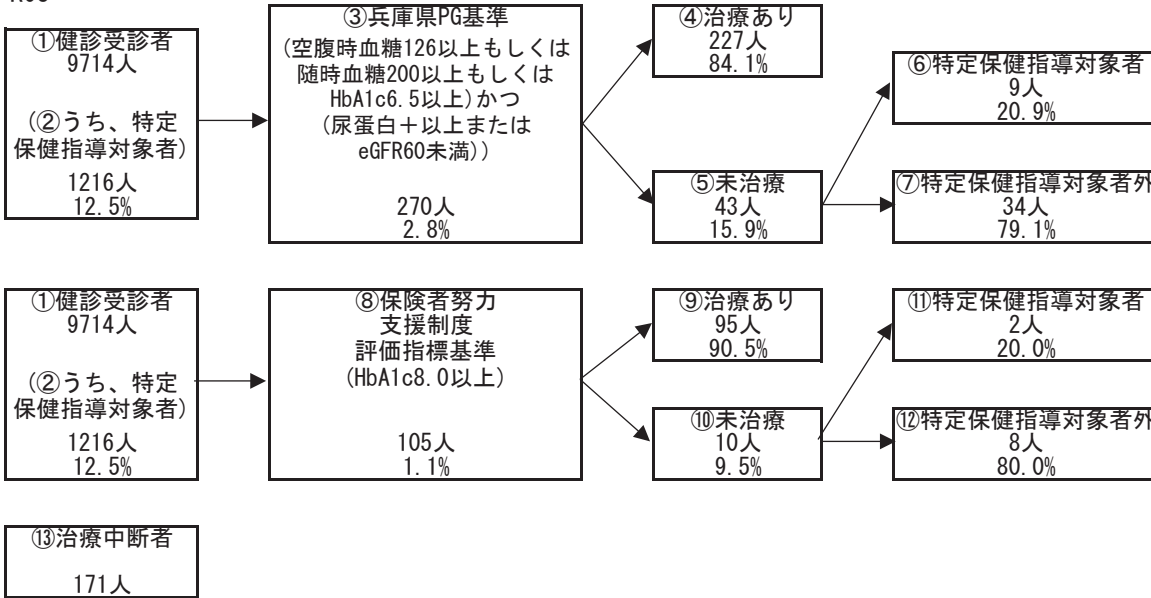 ①健診受診者
9714人
(②うち、特定
保健指導対象者)
1216人
12.5%
③兵庫県PG基準
(空腹時血糖126以上もしくは
随時血糖200以上もしくは
HbA1c6.5以上)かつ
(尿蛋白+以上または
eGFR60未満))
270人
2.8%
④治療あり
227人
84.1%
⑤未治療
43人
15.9%
⑥特定保健指導対象者
9人
20.9%
⑦特定保健指導対象者外
34人
79.1%
①健診受診者
9714人
(②うち、特定
保健指導対象者)
1216人
12.5%
⑧保険者努力
支援制度
評価指標基準
(HbA1c8.0以上)
105人
1.1%
⑨治療あり
95人
90.5%
⑩未治療
10人
9.5%
⑪特定保健指導対象者
2人
20.0%
⑫特定保健指導対象者外
8人
80.0%
⑬治療中断者
171人